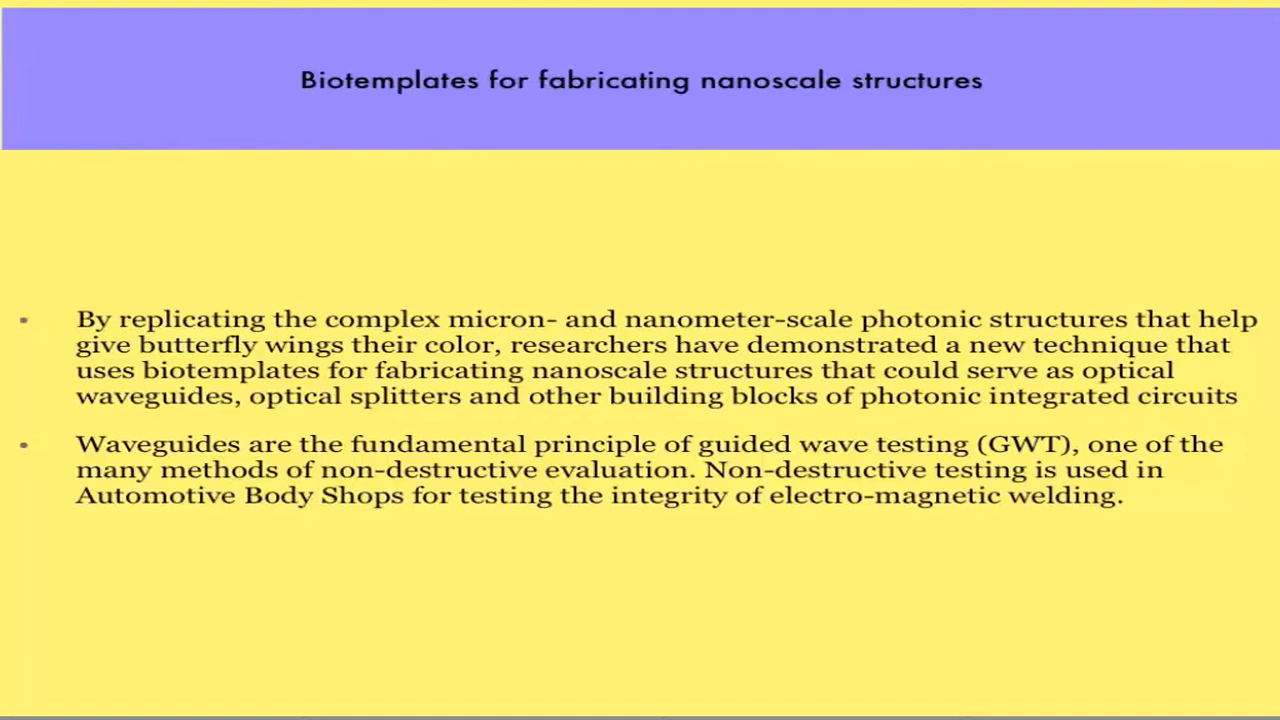 Biotemplates for fabricating nanoscale structures
• By replicating the complex micron- and nanometer-scale photonic structures that help
give butterfly wings their color, researchers have demonstrated a new technique that
uses biotemplates for fabricating nanoscale structures that could serve as optical
waveguides, optical splitters and other building blocks of photonic integrated circuits
• Waveguides are the fundamental principle of guided wave testing (GWT), one of the
many methods of non-destructive evaluation. Non-destructive testing is used in
Automotive Body Shops for testing the integrity of electro-magnetic welding.